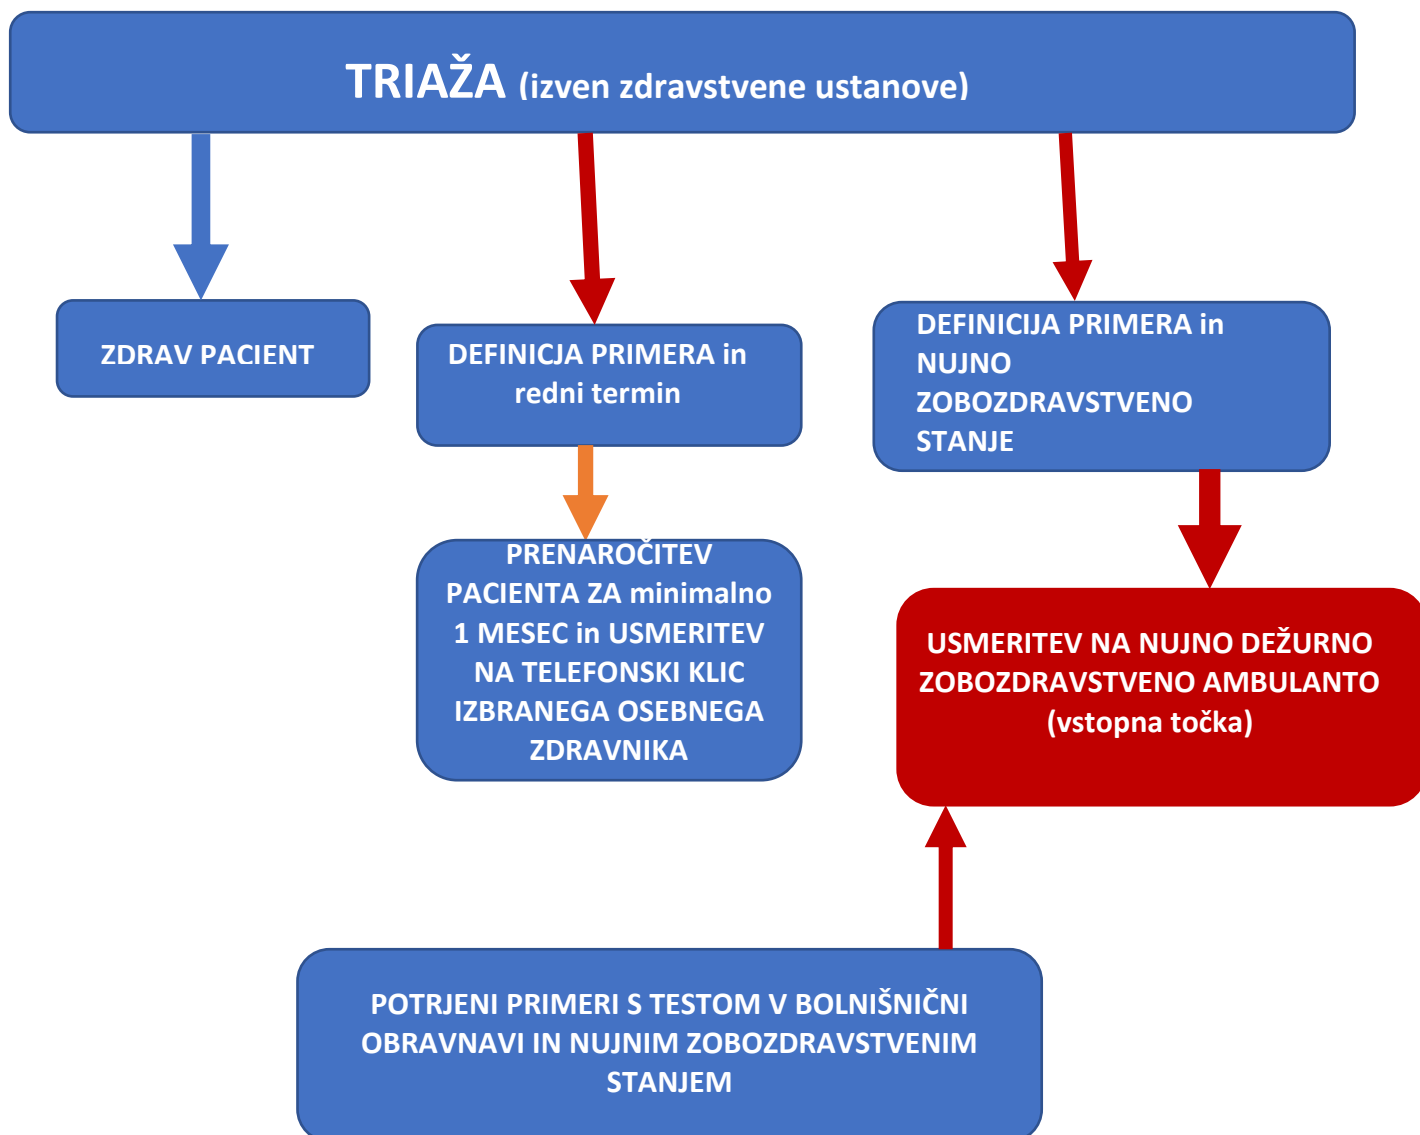 TRIAŽA (izven zdravstvene ustanove)
ZDRAV PACIENT
DEFINICJA PRIMERA in
redni termin
DEFINICIJA PRIMERA in
NUJNO
ZOBOZDRAVSTVENO
STANJE
PRENAROČITEV
PACIENTA ZA minimalno
1 MESEC in USMERITEV
NA TELEFONSKI KLIC
IZBRANEGA OSEBNEGA
ZDRAVNIKA
USMERITEV NA NUJNO DEŽURNO
ZOBOZDRAVSTVENO AMBULANTO
(vstopna točka)
POTRJENI PRIMERI S TESTOM V BOLNIŠNIČNI
OBRAVNAVI IN NUJNIM ZOBOZDRAVSTVENIM
STANJEM